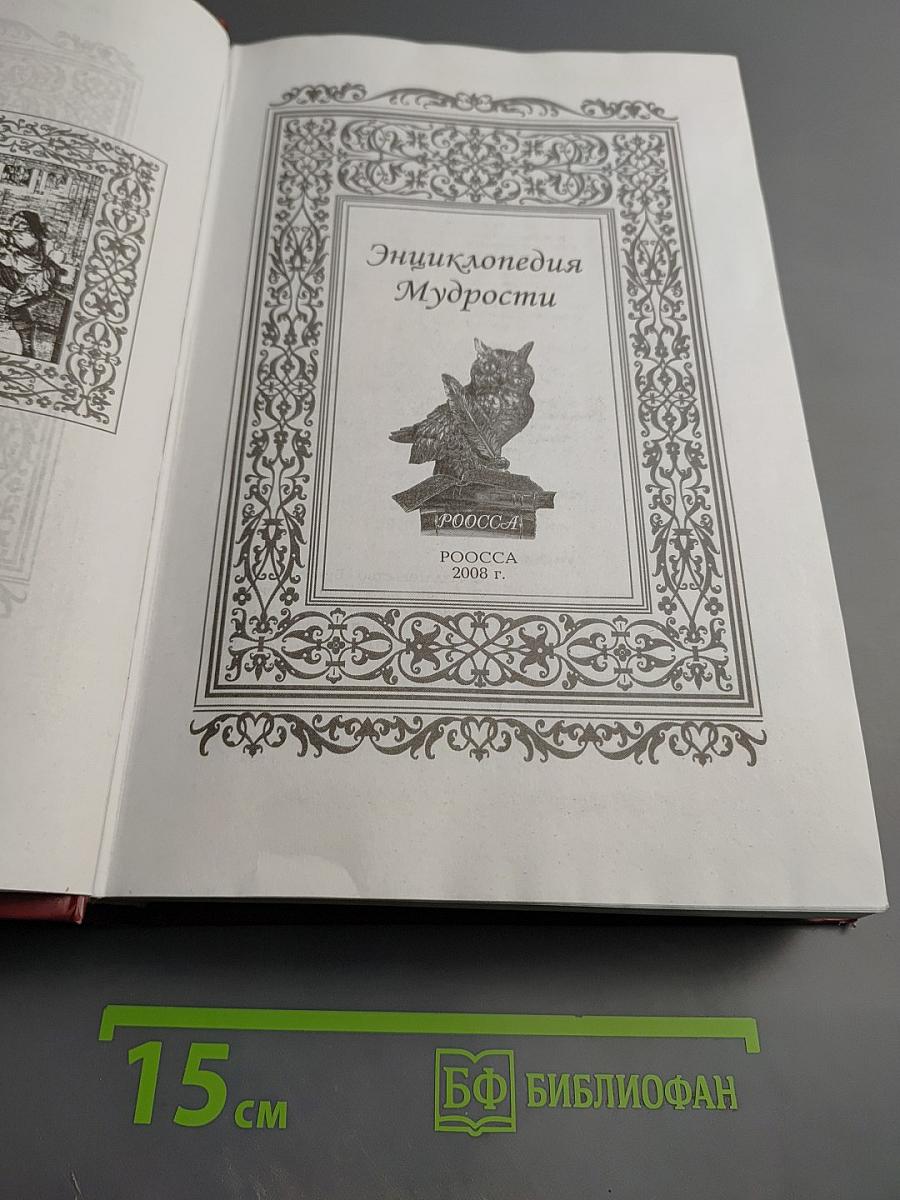 Энциклопедия
Мудрости
РООССА
РООССА
2008 г.
15 см
БФ БИБЛИОФАН